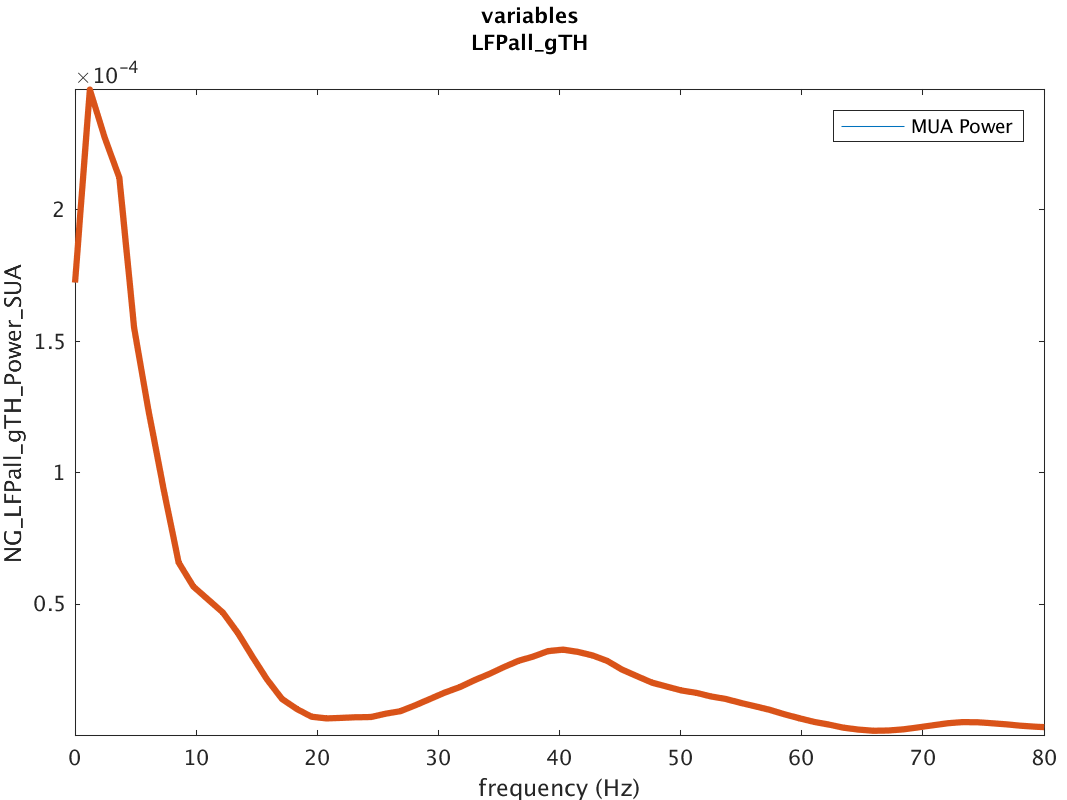 variables
LFPall_gTH
×10⁻⁴
MUA Power
2
1.5
1
0.5
NG_LFPall_gTH_Power_SUA
0 10 20 30 40 50 60 70 80
frequency (Hz)